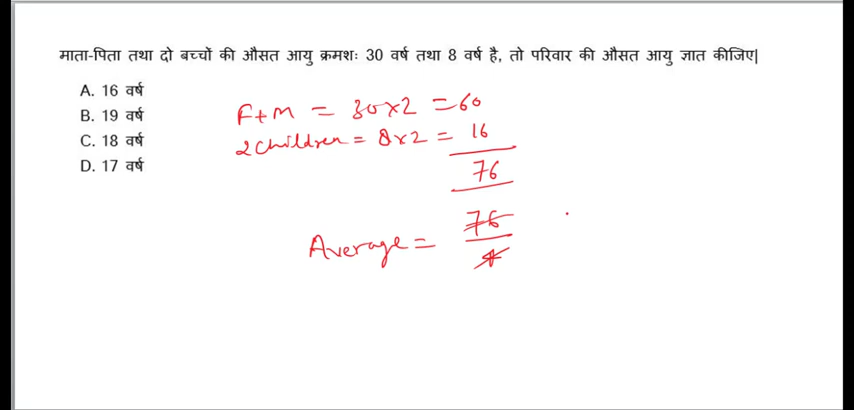 माता-पिता तथा दो बच्चों की औसत आयु क्रमशः 30 वर्ष तथा 8 वर्ष है, तो परिवार की औसत आयु ज्ञात कीजिए|
A. 16 वर्ष
B. 19 वर्ष
C. 18 वर्ष
D. 17 वर्ष
F+M = 30×2 = 60
2 Children = 8×2 = 16
76
Average = 76
4